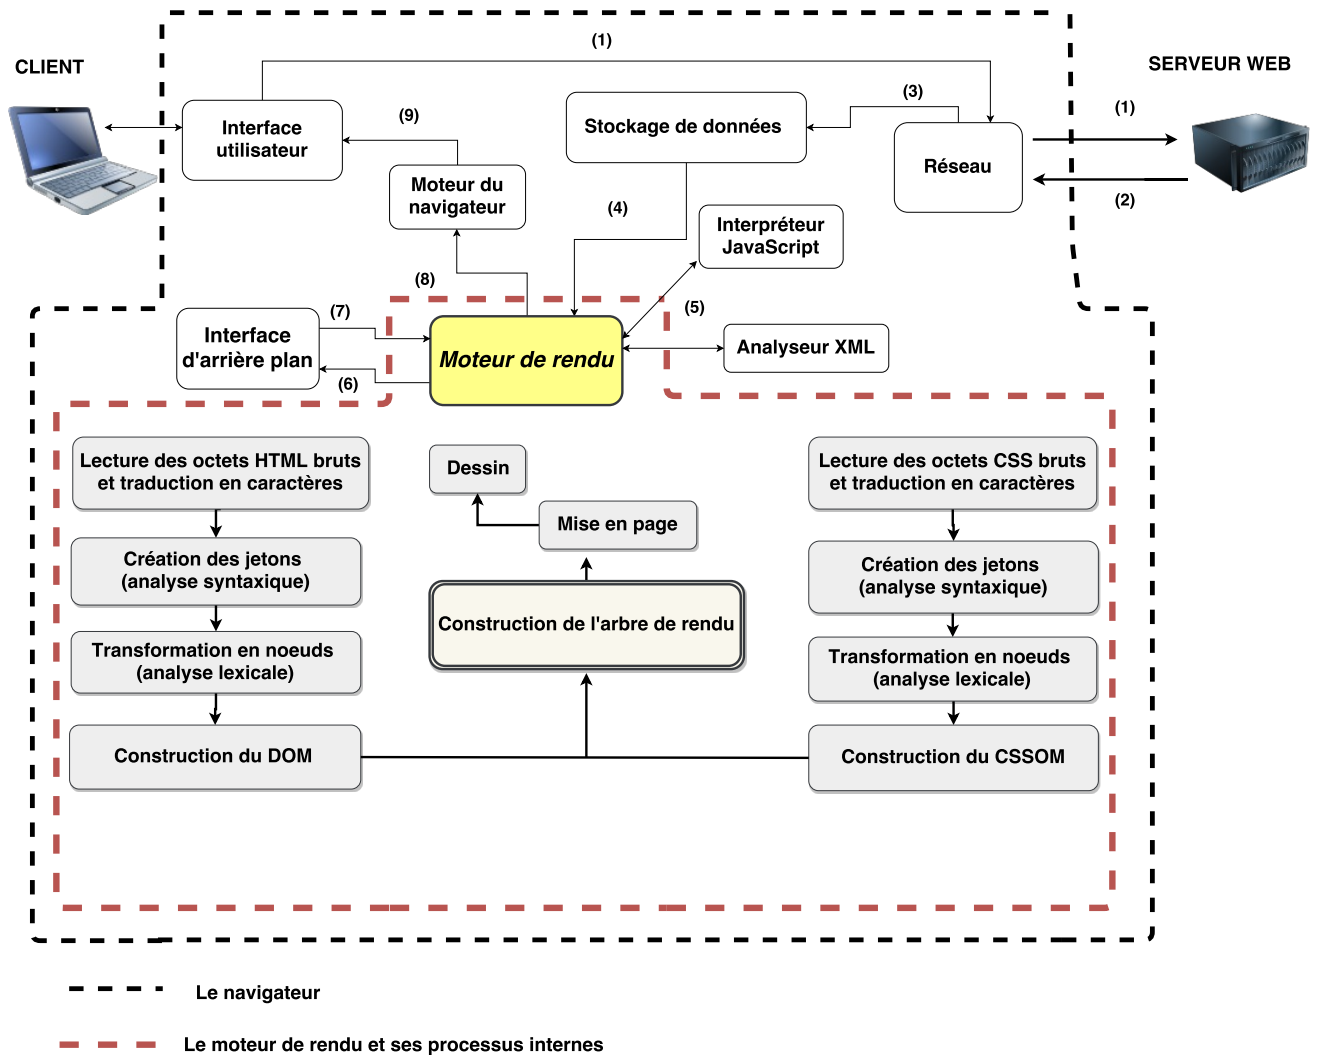 (1)
CLIENT
SERVEUR WEB
(3)
(1)
(9)
Interface
utilisateur
Stockage de données
Réseau
Moteur du
navigateur
(4)
(2)
Interpréteur
JavaScript
(8)
(7)
(5)
Interface
d'arrière plan
Moteur de rendu
Analyseur XML
(6)
Lecture des octets HTML bruts
et traduction en caractères
Dessin
Lecture des octets CSS bruts
et traduction en caractères
Mise en page
Création des jetons
(analyse syntaxique)
Création des jetons
(analyse syntaxique)
Construction de l'arbre de rendu
Transformation en noeuds
(analyse lexicale)
Transformation en noeuds
(analyse lexicale)
Construction du DOM
Construction du CSSOM
Le navigateur
Le moteur de rendu et ses processus internes